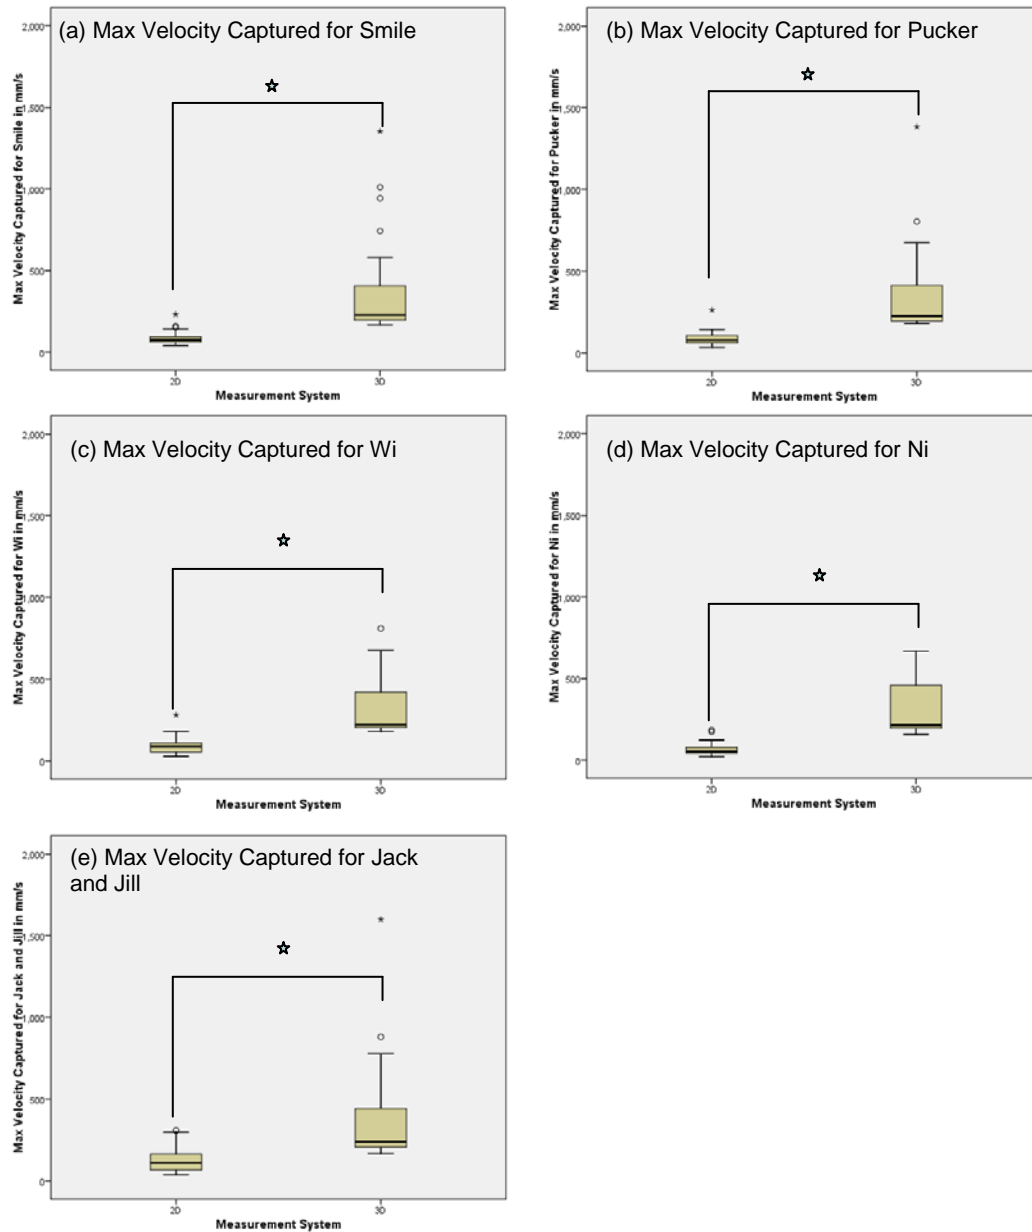 (a) Max Velocity Captured for Smile
Max Velocity Captured for Smile in mm/s
2,000
1,500
1,000
500
0
2D
3D
Measurement System
(b) Max Velocity Captured for Pucker
Max Velocity Captured for Pucker in mm/s
2,000
1,500
1,000
500
0
2D
3D
Measurement System
(c) Max Velocity Captured for Wi
Max Velocity Captured for Wi in mm/s
2,000
1,500
1,000
500
0
2D
3D
Measurement System
(d) Max Velocity Captured for Ni
Max Velocity Captured for Ni in mm/s
2,000
1,500
1,000
500
0
2D
3D
Measurement System
(e) Max Velocity Captured for Jack
and Jill
Max Velocity Captured for Jack and Jill in mm/s
2,000
1,500
1,000
500
0
2D
3D
Measurement System